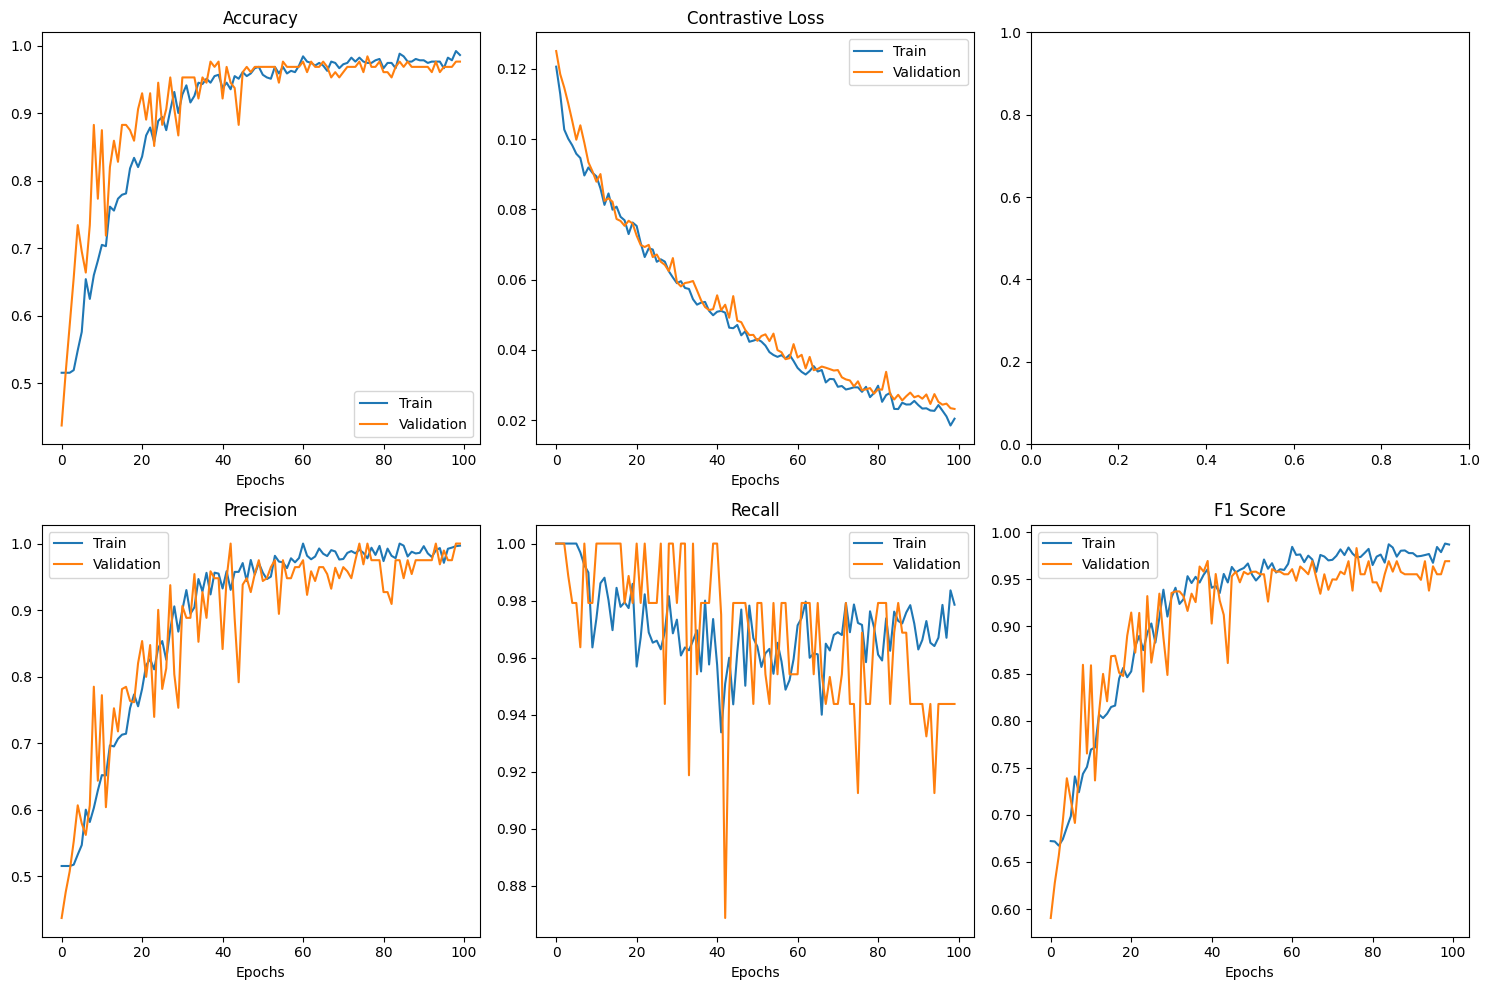 Accuracy
1.0
0.9
0.8
0.7
0.6
0.5
Train
Validation
0 20 40 60 80 100
Epochs
Contrastive Loss
0.12
0.10
0.08
0.06
0.04
0.02
Train
Validation
0 20 40 60 80 100
Epochs
1.0
0.8
0.6
0.4
0.2
0.0
0.0 0.2 0.4 0.6 0.8 1.0
Precision
1.0
0.9
0.8
0.7
0.6
0.5
Train
Validation
0 20 40 60 80 100
Epochs
Recall
1.00
0.98
0.96
0.94
0.92
0.90
0.88
Train
Validation
0 20 40 60 80 100
Epochs
F1 Score
1.00
0.95
0.90
0.85
0.80
0.75
0.70
0.65
0.60
Train
Validation
0 20 40 60 80 100
Epochs